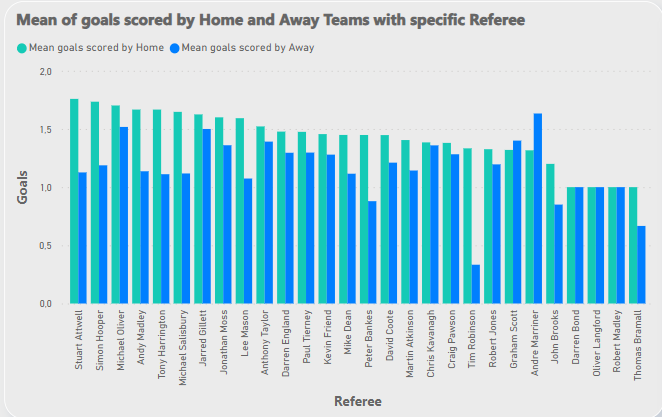 Mean of goals scored by Home and Away Teams with specific Referee
Mean goals scored by Home Mean goals scored by Away
2,0
1,5
1,0
0,5
0,0
Goals
Stuart Attwell
Simon Hooper
Michael Oliver
Andy Madley
Tony Harrington
Michael Salisbury
Jarred Gillett
Jonathan Moss
Lee Mason
Anthony Taylor
Darren England
Paul Tierney
Kevin Friend
Mike Dean
Peter Bankes
David Coote
Martin Atkinson
Chris Kavanagh
Craig Pawson
Tim Robinson
Robert Jones
Graham Scott
Andre Marriner
John Brooks
Darren Bond
Oliver Langford
Robert Madley
Thomas Bramall
Referee